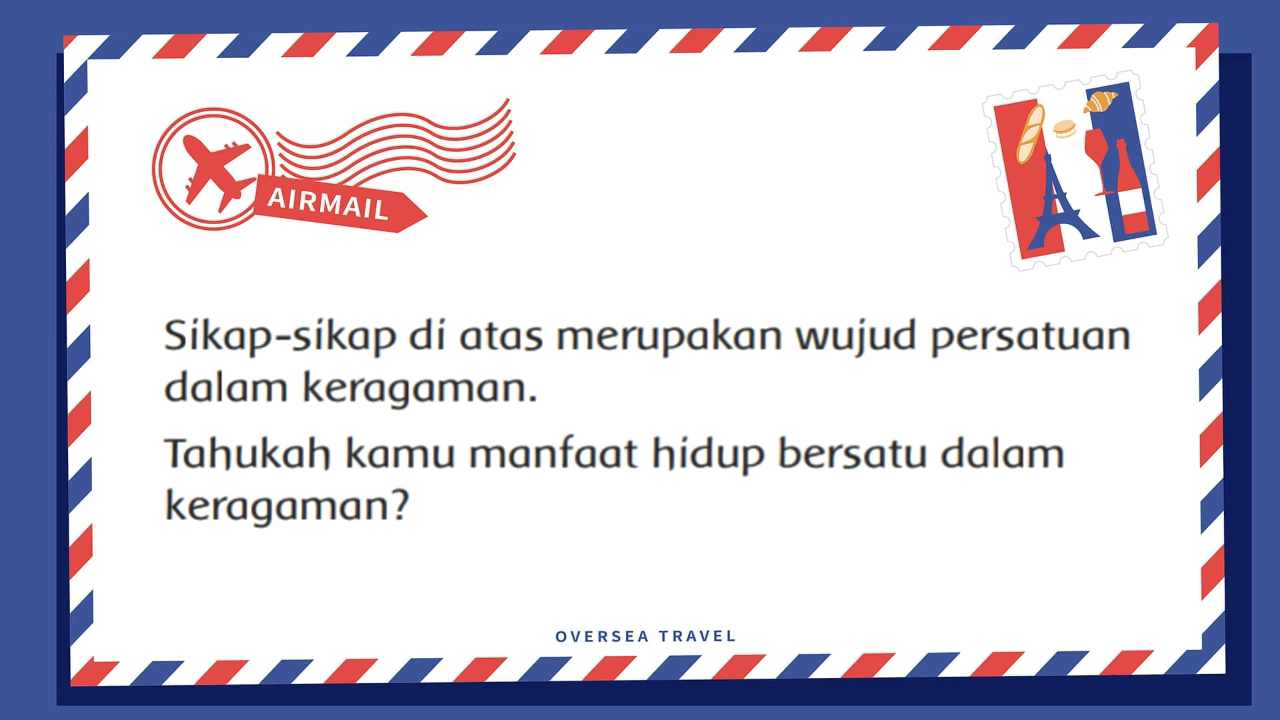 AIRMAIL
Sikap-sikap di atas merupakan wujud persatuan
dalam keragaman.
Tahukah kamu manfaat hidup bersatu dalam
keragaman?
OVERSEA TRAVEL